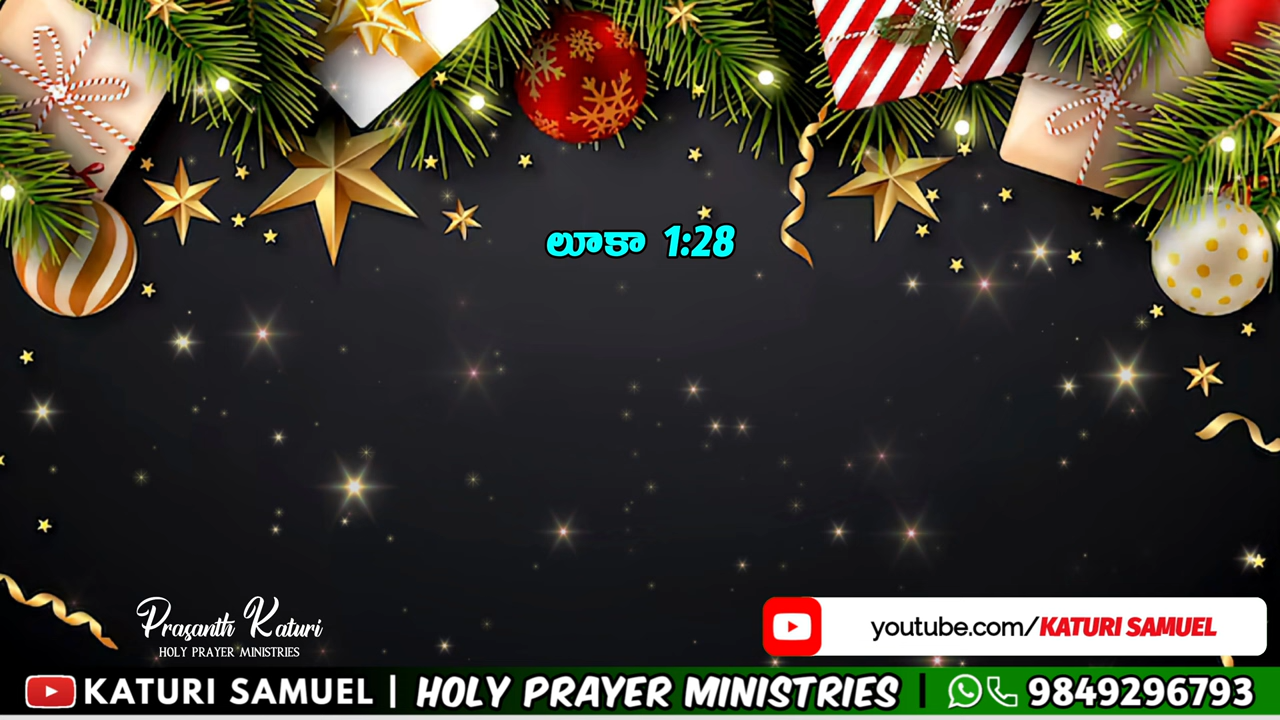 లూకా 1:28
Prasanth Katuri
HOLY PRAYER MINISTRIES
youtube.com/KATURI SAMUEL
KATURI SAMUEL | HOLY PRAYER MINISTRIES | 9849296793